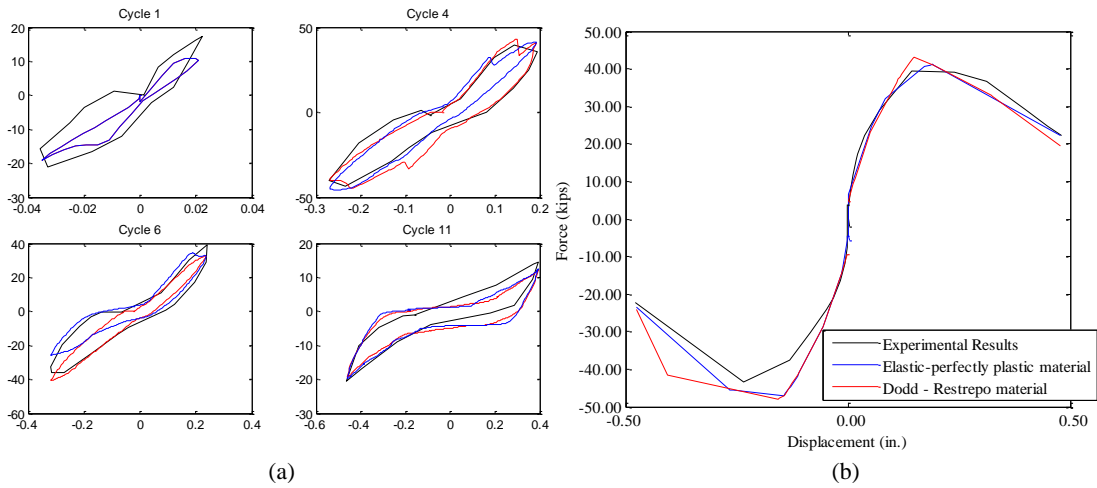 Cycle 1
20
10
0
-10
-20
-30
-0.04 -0.02 0 0.02 0.04
Cycle 4
50
0
-50
-0.3 -0.2 -0.1 0 0.1 0.2
Cycle 6
40
20
0
-20
-40
-60
-0.4 -0.2 0 0.2 0.4
Cycle 11
20
10
0
-10
-20
-30
-0.6 -0.4 -0.2 0 0.2 0.4
(a)
50.00
40.00
30.00
20.00
10.00
0.00
-10.00
-20.00
-30.00
-40.00
-50.00
Force (kips)
-0.50 0.00 0.50
Displacement (in.)
Experimental Results
Elastic-perfectly plastic material
Dodd - Restrepo material
(b)